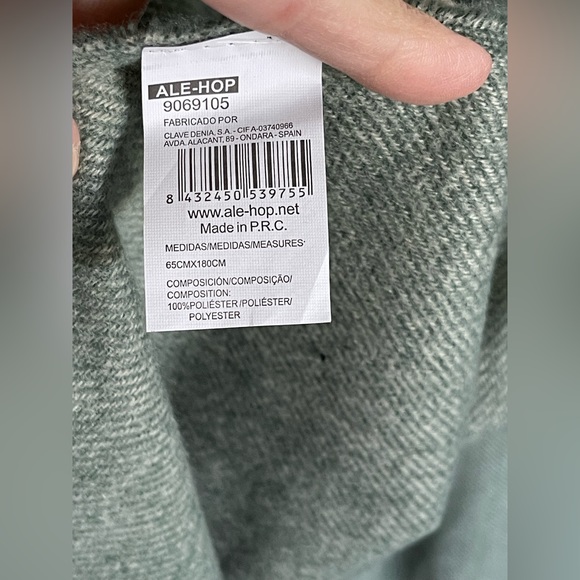 ALE-HOP
9069105
FABRICADO POR
CLAVE DENIA, S.A. - CIF A-03740966
AVDA. ALACANT, 89 - ONDARA - SPAIN
8 432450 539755
www.ale-hop.net
Made in P.R.C.
MEDIDAS/MEDIDAS/MEASURES:
65CMX180CM
COMPOSICIÓN/COMPOSIÇÃO/
COMPOSITION:
100%POLIÉSTER/POLIÉSTER/
POLYESTER